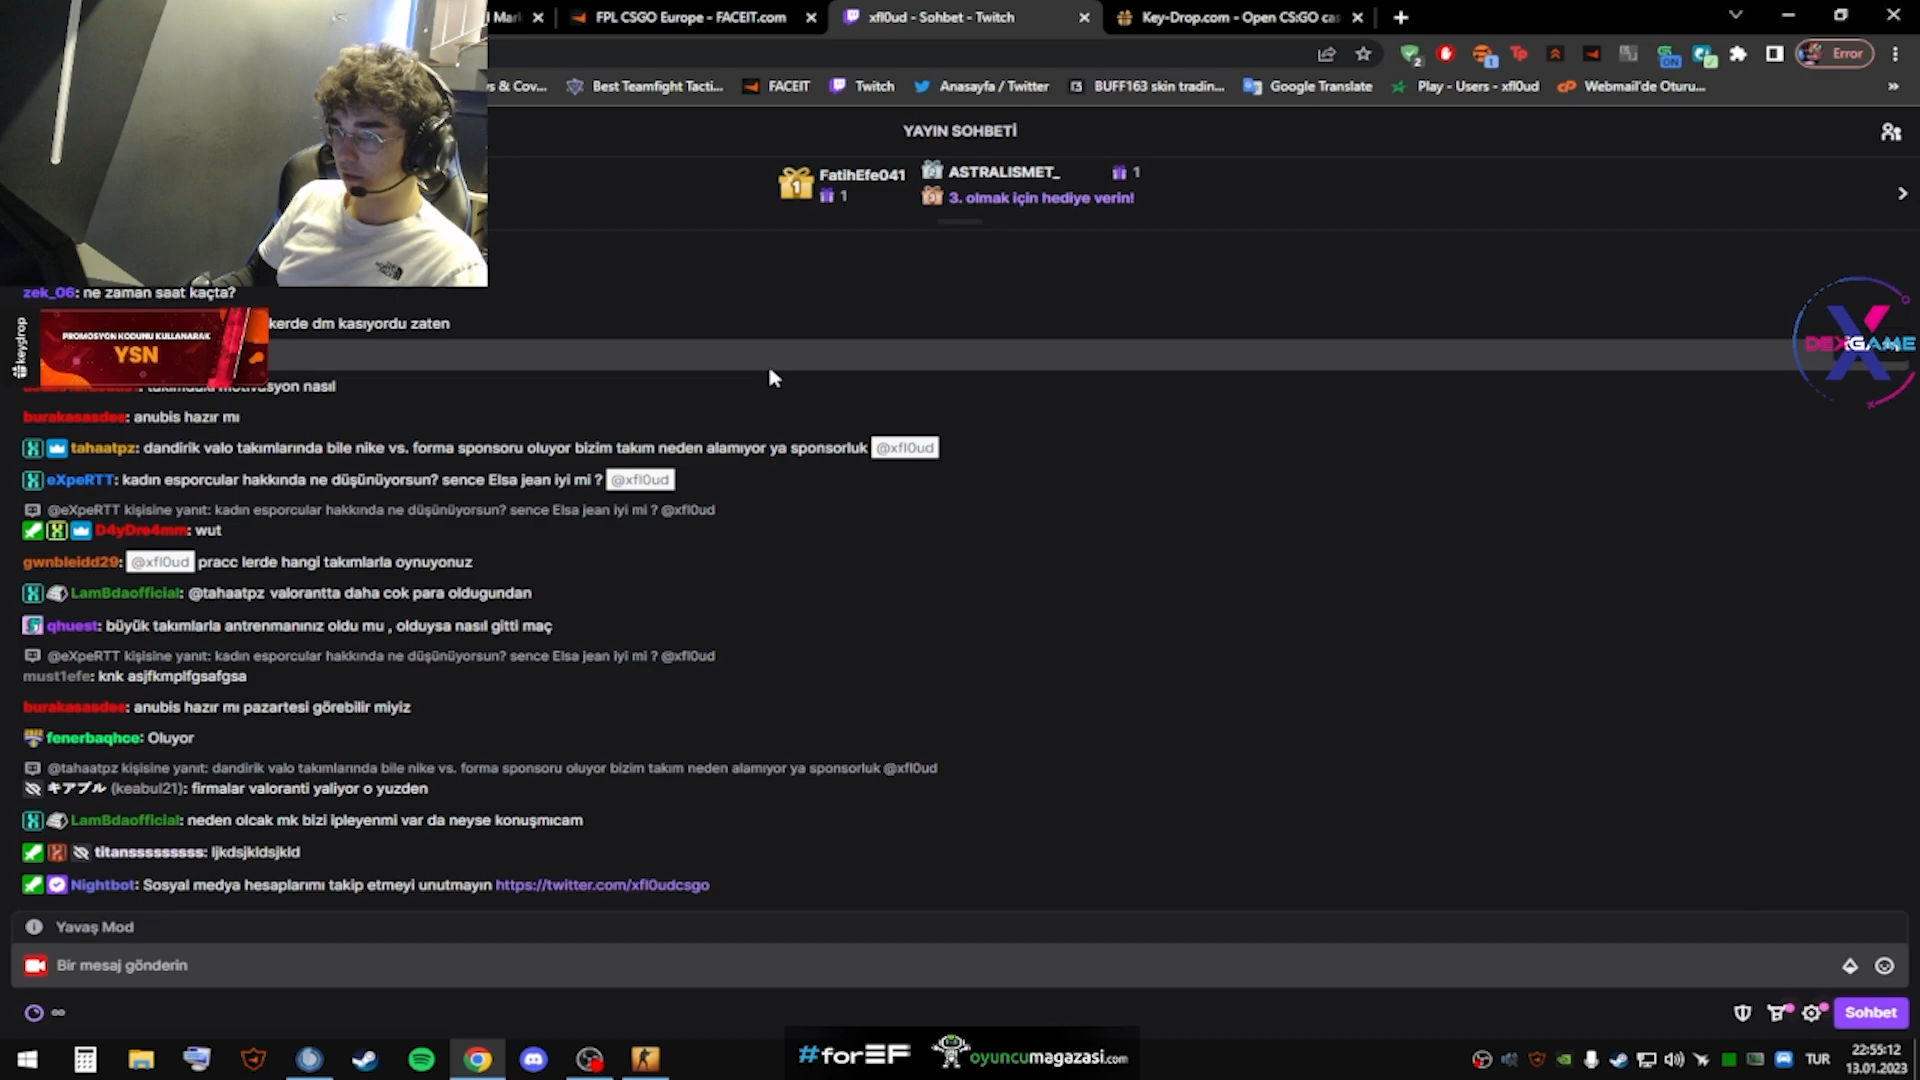 FPL CSGO Europe - FACEIT.com
xfl0ud - Sohbet - Twitch
Key-Drop.com - Open CS:GO cas
Error
s & Cov...
Best Teamfight Tacti...
FACEIT
Twitch
Anasayfa / Twitter
BUFF163 skin tradin...
Google Translate
Play - Users - xfl0ud
Webmail'de Oturu...
YAYIN SOHBETİ
FatihEfe041
1
ASTRALISMET_
1
3. olmak için hediye verin!
zek_06: ne zaman saat kaçta?
kerde dm kasıyordu zaten
keydrop
PROMOSYON KODUNU KULLANARAK
YSN
DEXGAME
motivasyon nasıl
burakasasdee: anubis hazır mı
tahaatpz: dandirik valo takımlarında bile nike vs. forma sponsoru oluyor bizim takım neden alamıyor ya sponsorluk @xfl0ud
eXpeRTT: kadın esporcular hakkında ne düşünüyorsun? sence Elsa jean iyi mi ? @xfl0ud
@eXpeRTT kişisine yanıt: kadın esporcular hakkında ne düşünüyorsun? sence Elsa jean iyi mi ? @xfl0ud
D4yDre4mm: wut
gwnbleidd29: @xfl0ud pracc lerde hangi takımlarla oynuyonuz
LamBdaofficial: @tahaatpz valorantta daha cok para oldugundan
qhuest: büyük takımlarla antrenmanınız oldu mu , olduysa nasıl gitti maç
@eXpeRTT kişisine yanıt: kadın esporcular hakkında ne düşünüyorsun? sence Elsa jean iyi mi ? @xfl0ud
must1efe: knk asjfkmplfgsafgsa
burakasasdee: anubis hazır mı pazartesi görebilir miyiz
fenerbaqhce: Oluyor
@tahaatpz kişisine yanıt: dandirik valo takımlarında bile nike vs. forma sponsoru oluyor bizim takım neden alamıyor ya sponsorluk @xfl0ud
キアブル (keabul21): firmalar valoranti yaliyor o yuzden
LamBdaofficial: neden olcak mk bizi ipleyenmi var da neyse konuşmıcam
titansssssssss: ljkdsjkldsjkld
Nightbot: Sosyal medya hesaplarımı takip etmeyi unutmayın https://twitter.com/xfl0udcsgo
Yavaş Mod
Bir mesaj gönderin
Sohbet
#forEF
oyuncumagazasi.com
TUR
22:55:12
13.01.2023